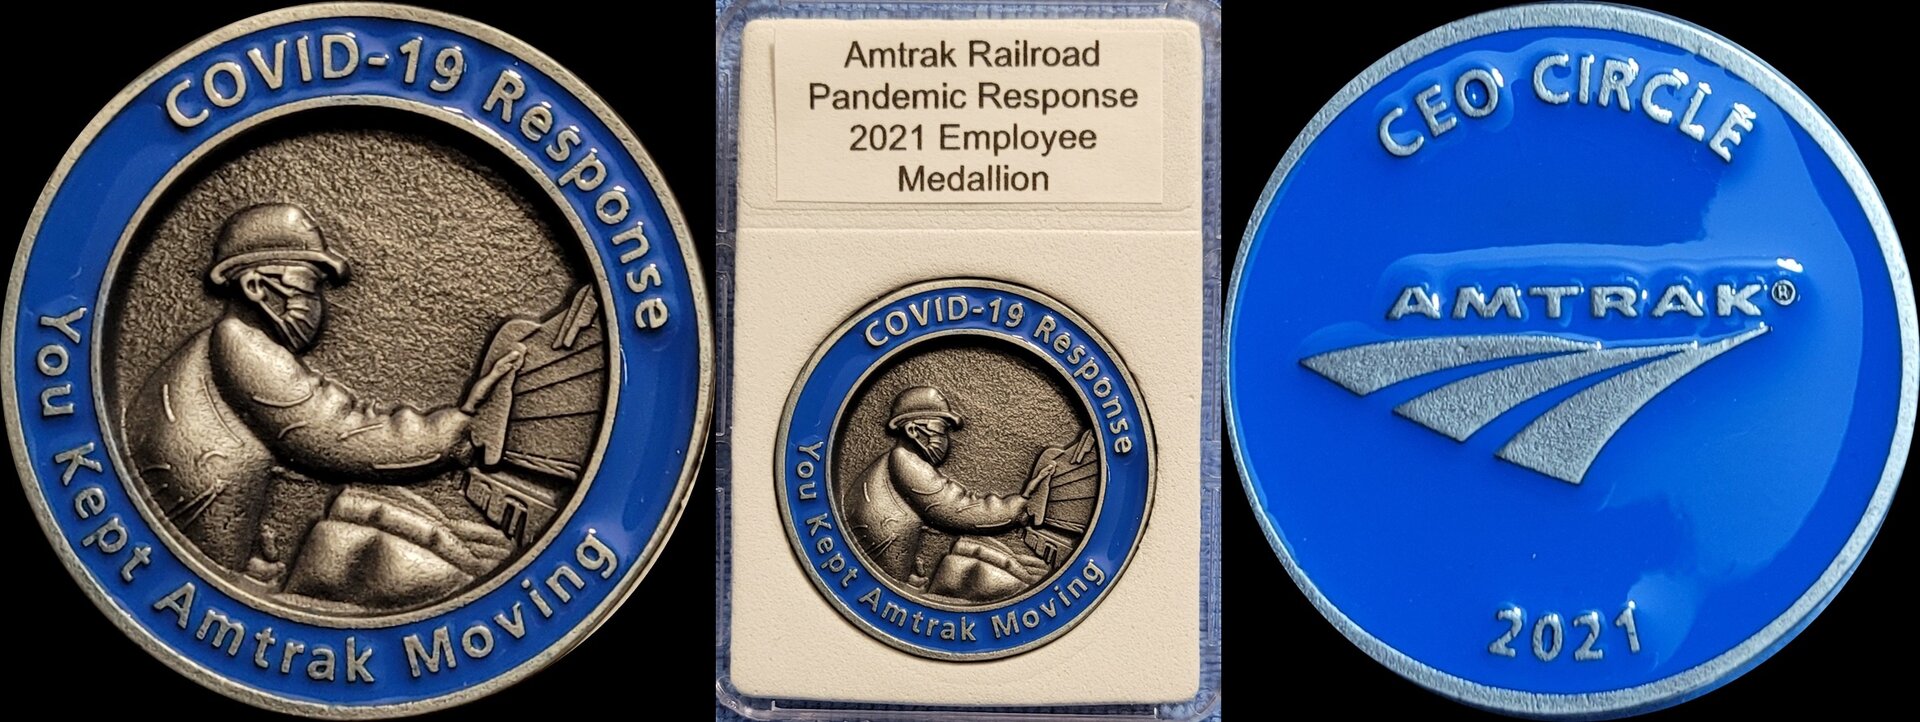 COVID-19 Response
You Kept Amtrak Moving
Amtrak Railroad
Pandemic Response
2021 Employee
Medallion
COVID-19 Response
You Kept Amtrak Moving
CEO CIRCLE
AMTRAK®
2021